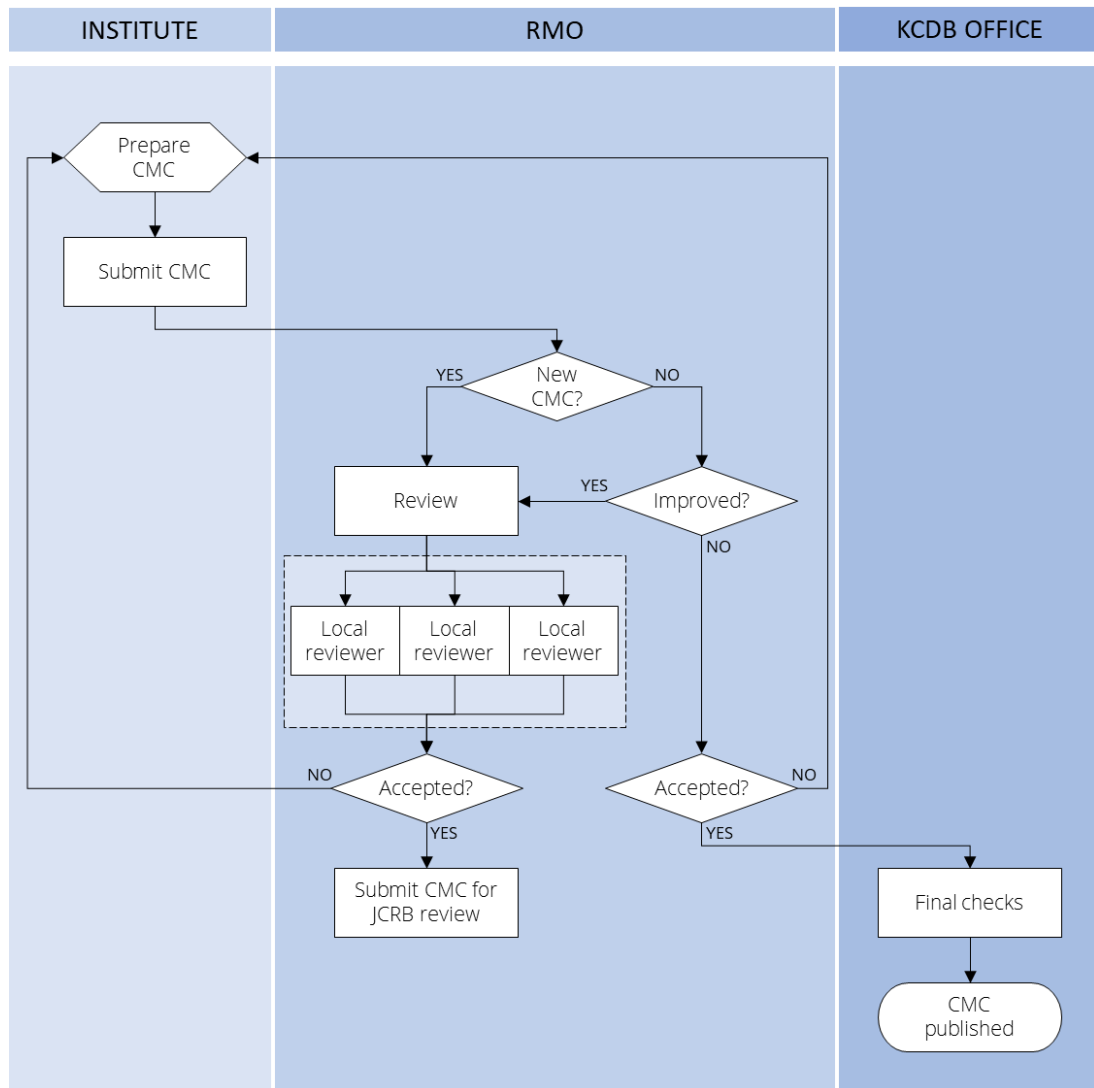 INSTITUTE
RMO
KCDB OFFICE
Prepare
CMC
Submit CMC
New
CMC?
YES
NO
Review
YES
Improved?
NO
Local
reviewer
Local
reviewer
Local
reviewer
NO
Accepted?
YES
Accepted?
NO
YES
Submit CMC for
JCRB review
Final checks
CMC
published